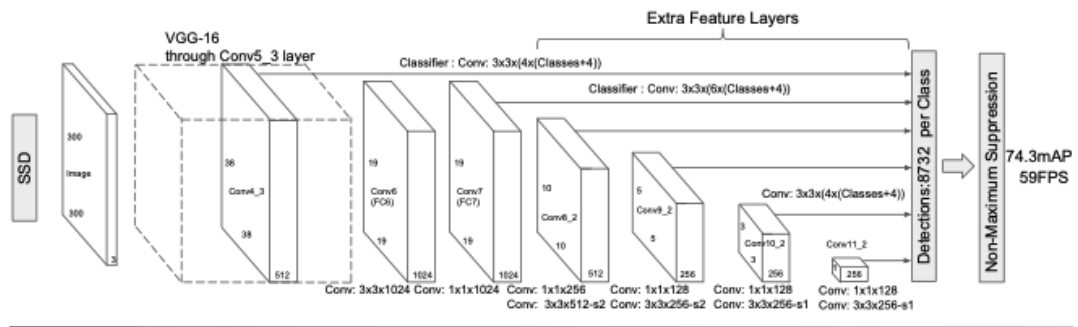 Extra Feature Layers
VGG-16
through Conv5_3 layer
Classifier : Conv: 3x3x(4x(Classes+4))
Classifier : Conv: 3x3x(6x(Classes+4))
SSD
300
Image
300
3
38
Conv4_3
38
512
19
Conv6
(FC6)
19
1024
19
Conv7
(FC7)
19
1024
10
Conv8_2
10
512
5
Conv9_2
5
256
Conv: 3x3x(4x(Classes+4))
3
Conv10_2
3
256
Conv11_2
1
256
Detections:8732 per Class
Non-Maximum Suppression
74.3mAP
59FPS
Conv: 3x3x1024
Conv: 1x1x1024
Conv: 1x1x256
Conv: 3x3x512-s2
Conv: 1x1x128
Conv: 3x3x256-s2
Conv: 1x1x128
Conv: 3x3x256-s1
Conv: 1x1x128
Conv: 3x3x256-s1